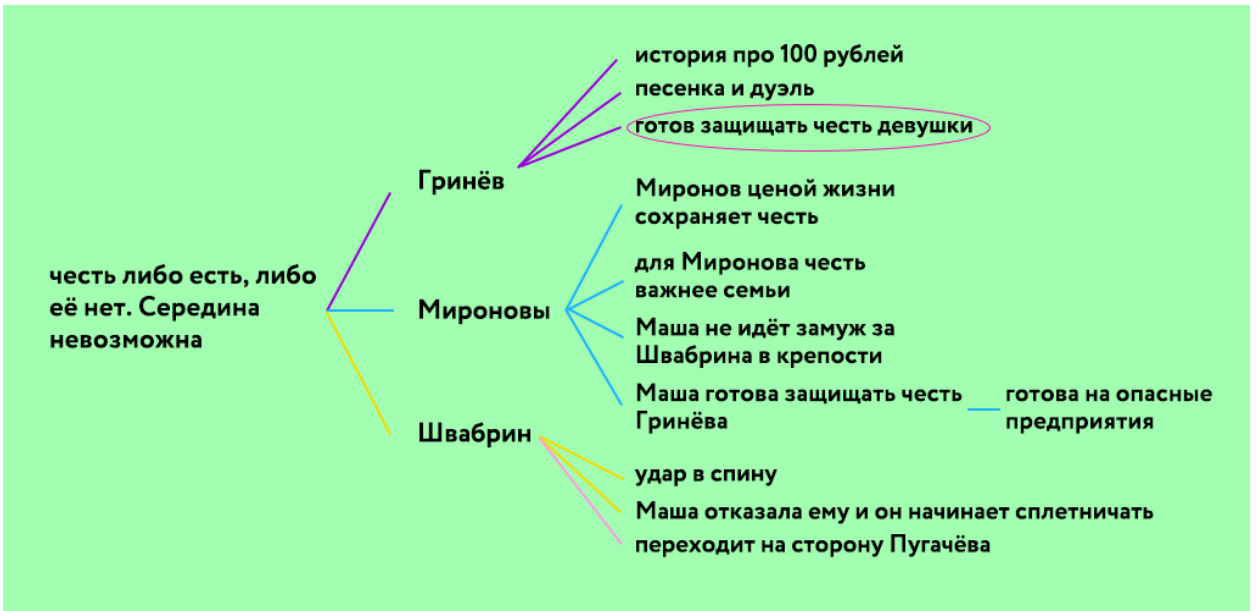 честь либо есть, либо
её нет. Середина
невозможна
Гринёв
история про 100 рублей
песенка и дуэль
готов защищать честь девушки
Мироновы
Миронов ценой жизни
сохраняет честь
для Миронова честь
важнее семьи
Маша не идёт замуж за
Швабрина в крепости
Маша готова защищать честь
Гринёва
готова на опасные
предприятия
Швабрин
удар в спину
Маша отказала ему и он начинает сплетничать
переходит на сторону Пугачёва